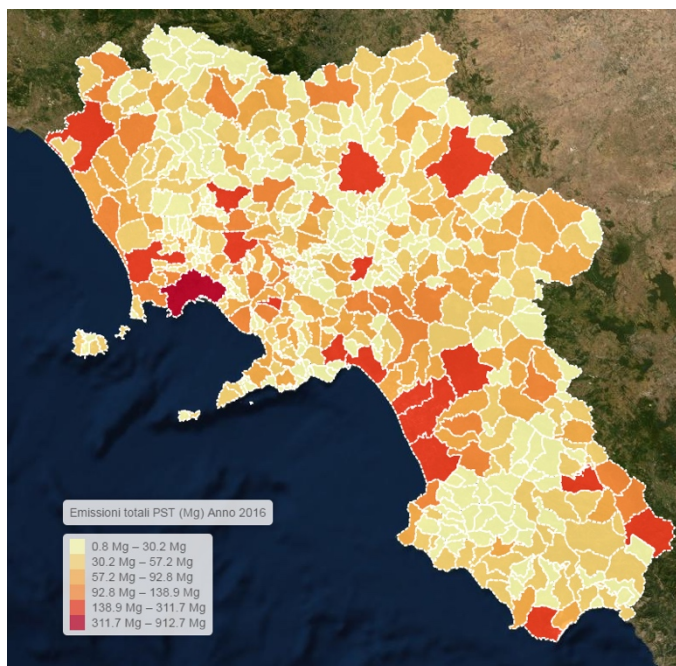 Emissioni totali PST (Mg) Anno 2016
0.8 Mg – 30.2 Mg
30.2 Mg – 57.2 Mg
57.2 Mg – 92.8 Mg
92.8 Mg – 138.9 Mg
138.9 Mg – 311.7 Mg
311.7 Mg – 912.7 Mg